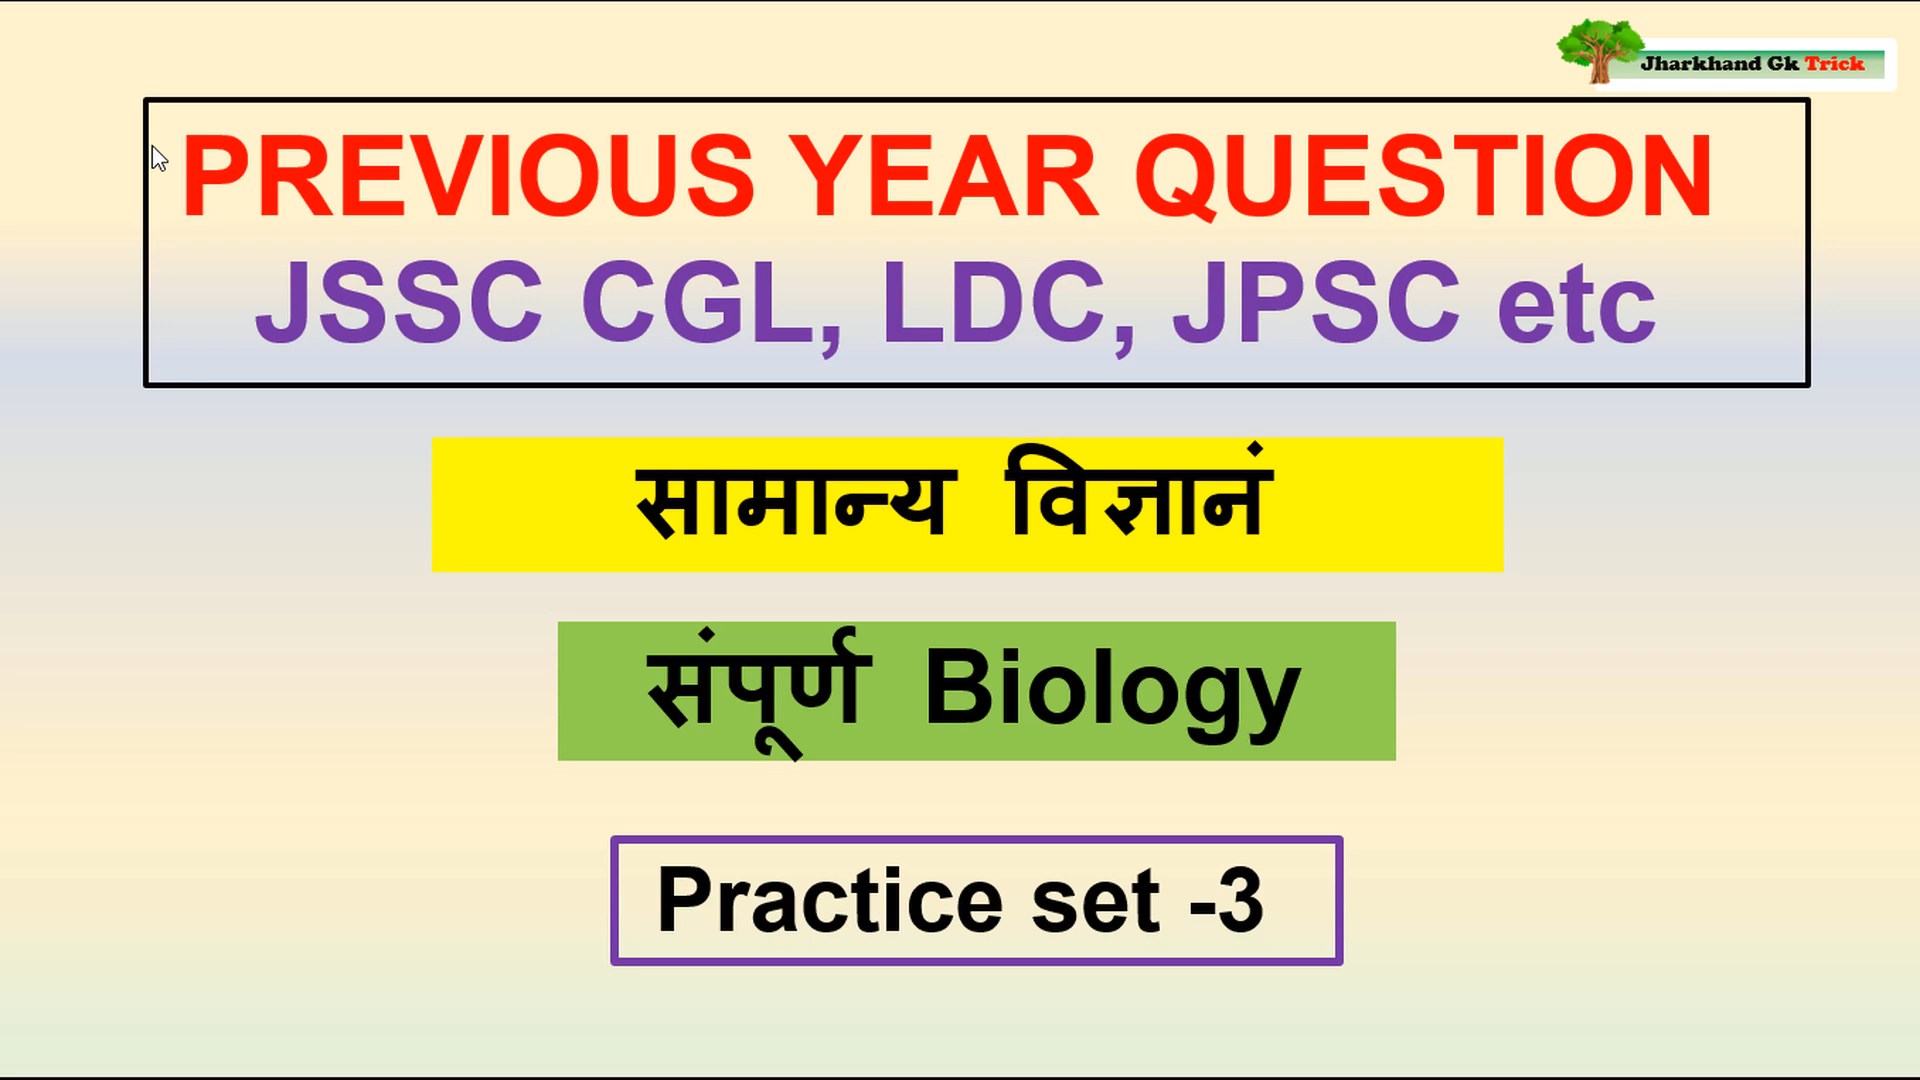 Jharkhand Gk Trick
PREVIOUS YEAR QUESTION
JSSC CGL, LDC, JPSC etc
सामान्य विज्ञानं
संपूर्ण Biology
Practice set -3